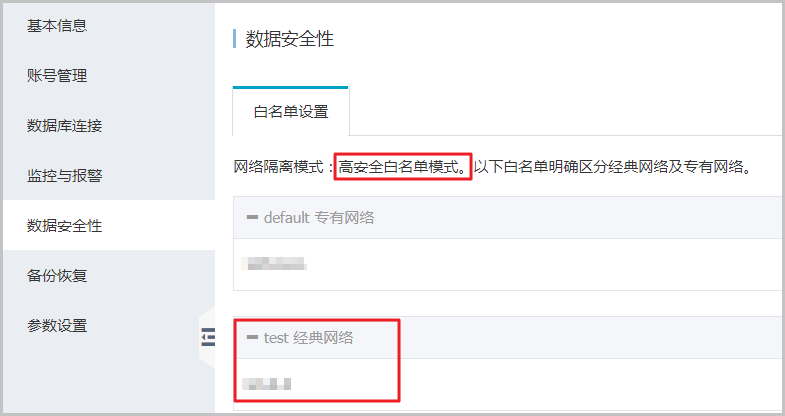 基本信息
账号管理
数据库连接
监控与报警
数据安全性
备份恢复
参数设置
数据安全性
白名单设置
网络隔离模式：高安全白名单模式。以下白名单明确区分经典网络及专有网络。
default 专有网络
test 经典网络